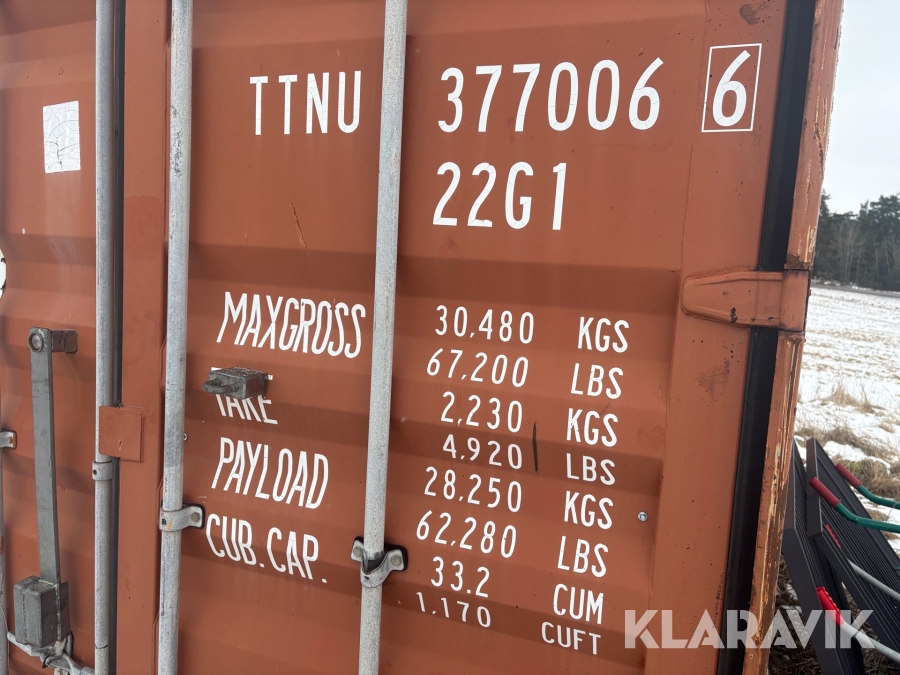 TTNU 377006 6
22G1
MAXGROSS 30,480 KGS
67,200 LBS
TARE 2,230 KGS
4,920 LBS
PAYLOAD 28,250 KGS
62,280 LBS
CUB.CAP. 33.2 CUM
1,170 CUFT
KLARAVIK